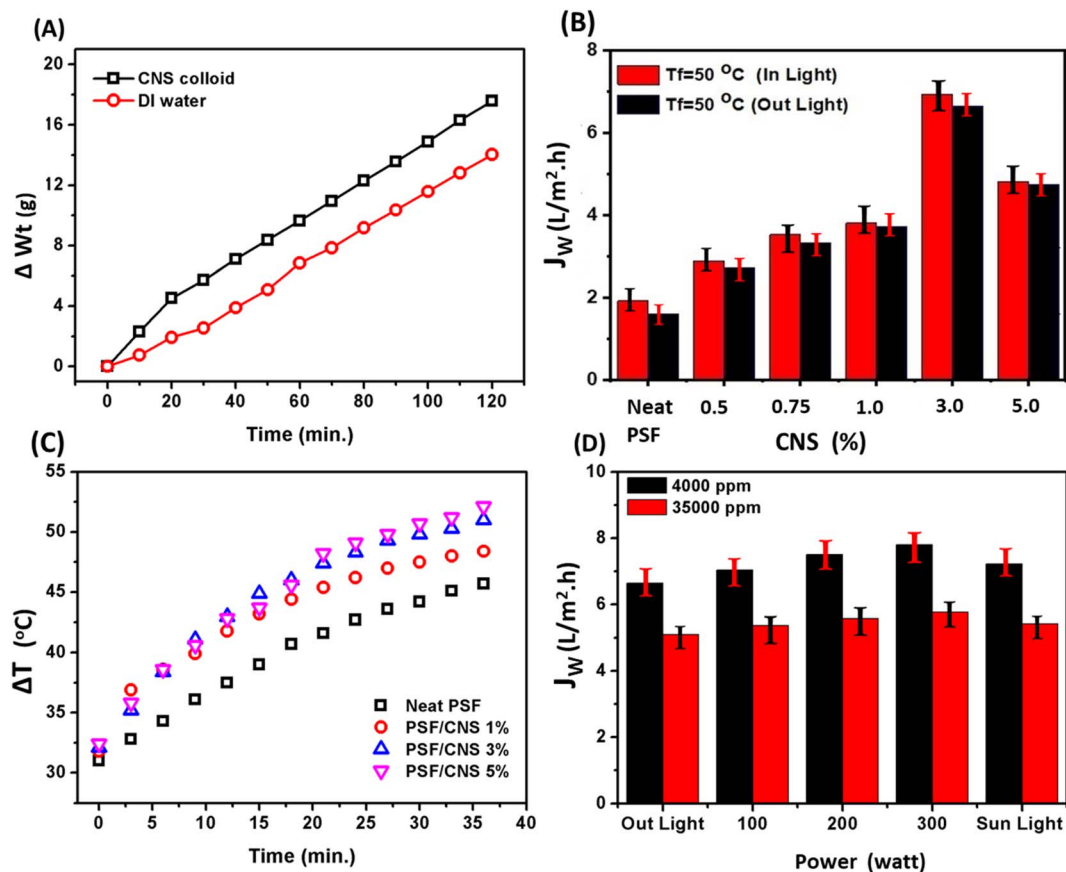 (A)
CNS colloid
DI water
Δ Wt (g)
20
16
12
8
4
0
0 20 40 60 80 100 120
Time (min.)
(B)
Tf=50 °C (In Light)
Tf=50 °C (Out Light)
J_W (L/m².h)
8
6
4
2
0
Neat PSF 0.5 0.75 1.0 3.0 5.0
CNS (%)
(C)
ΔT (°C)
55
50
45
40
35
30
Neat PSF
PSF/CNS 1%
PSF/CNS 3%
PSF/CNS 5%
0 5 10 15 20 25 30 35 40
Time (min.)
(D)
4000 ppm
35000 ppm
J_W (L/m².h)
10
8
6
4
2
0
Out Light 100 200 300 Sun Light
Power (watt)